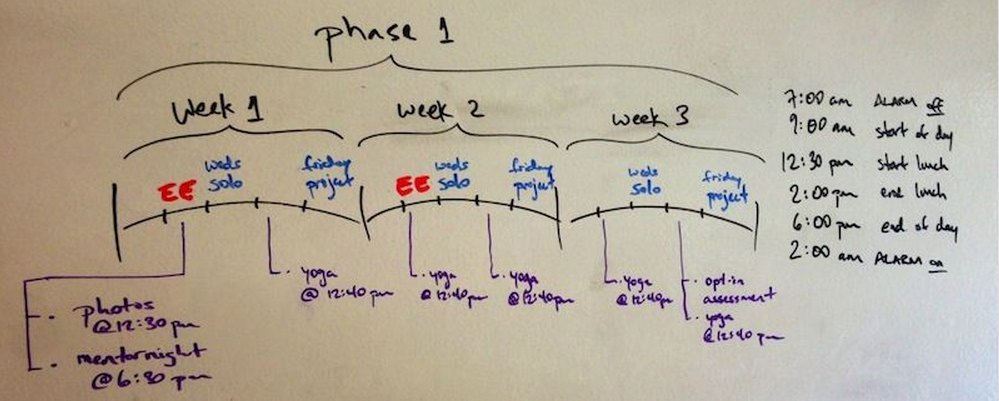 phase 1
week 1
week 2
week 3
EE
weds
solo
friday
project
EE
weds
solo
friday
project
weds
solo
friday
project
photos
@12:30 pm
mentor night
@6:30 pm
yoga
@ 12:40 pm
yoga
@ 12:40 pm
yoga
@ 12:40 pm
yoga
@ 12:40 pm
opt-in
assessment
yoga
@ 12:40 pm
7:00 am ALARM off
9:00 am start of day
12:30 pm start lunch
2:00 pm end lunch
6:00 pm end of day
2:00 am ALARM on